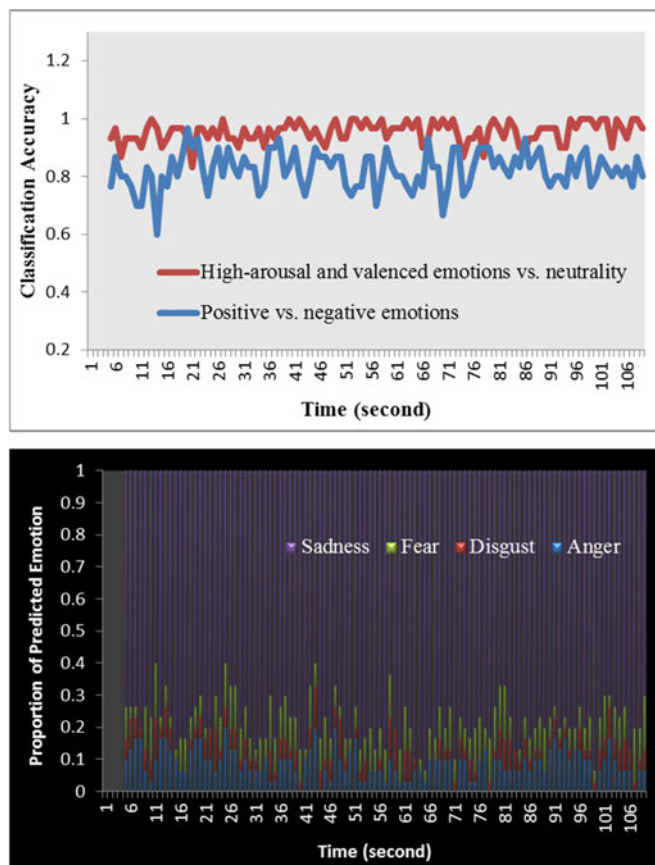 1.2
1
0.8
0.6
0.4
0.2
Classification Accuracy
High-arousal and valenced emotions vs. neutrality
Positive vs. negative emotions
1 6 11 16 21 26 31 36 41 46 51 56 61 66 71 76 81 86 91 96 101 106
Time (second)
1
0.9
0.8
0.7
0.6
0.5
0.4
0.3
0.2
0.1
0
Proportion of Predicted Emotion
Sadness Fear Disgust Anger
1 6 11 16 21 26 31 36 41 46 51 56 61 66 71 76 81 86 91 96 101 106
Time (second)